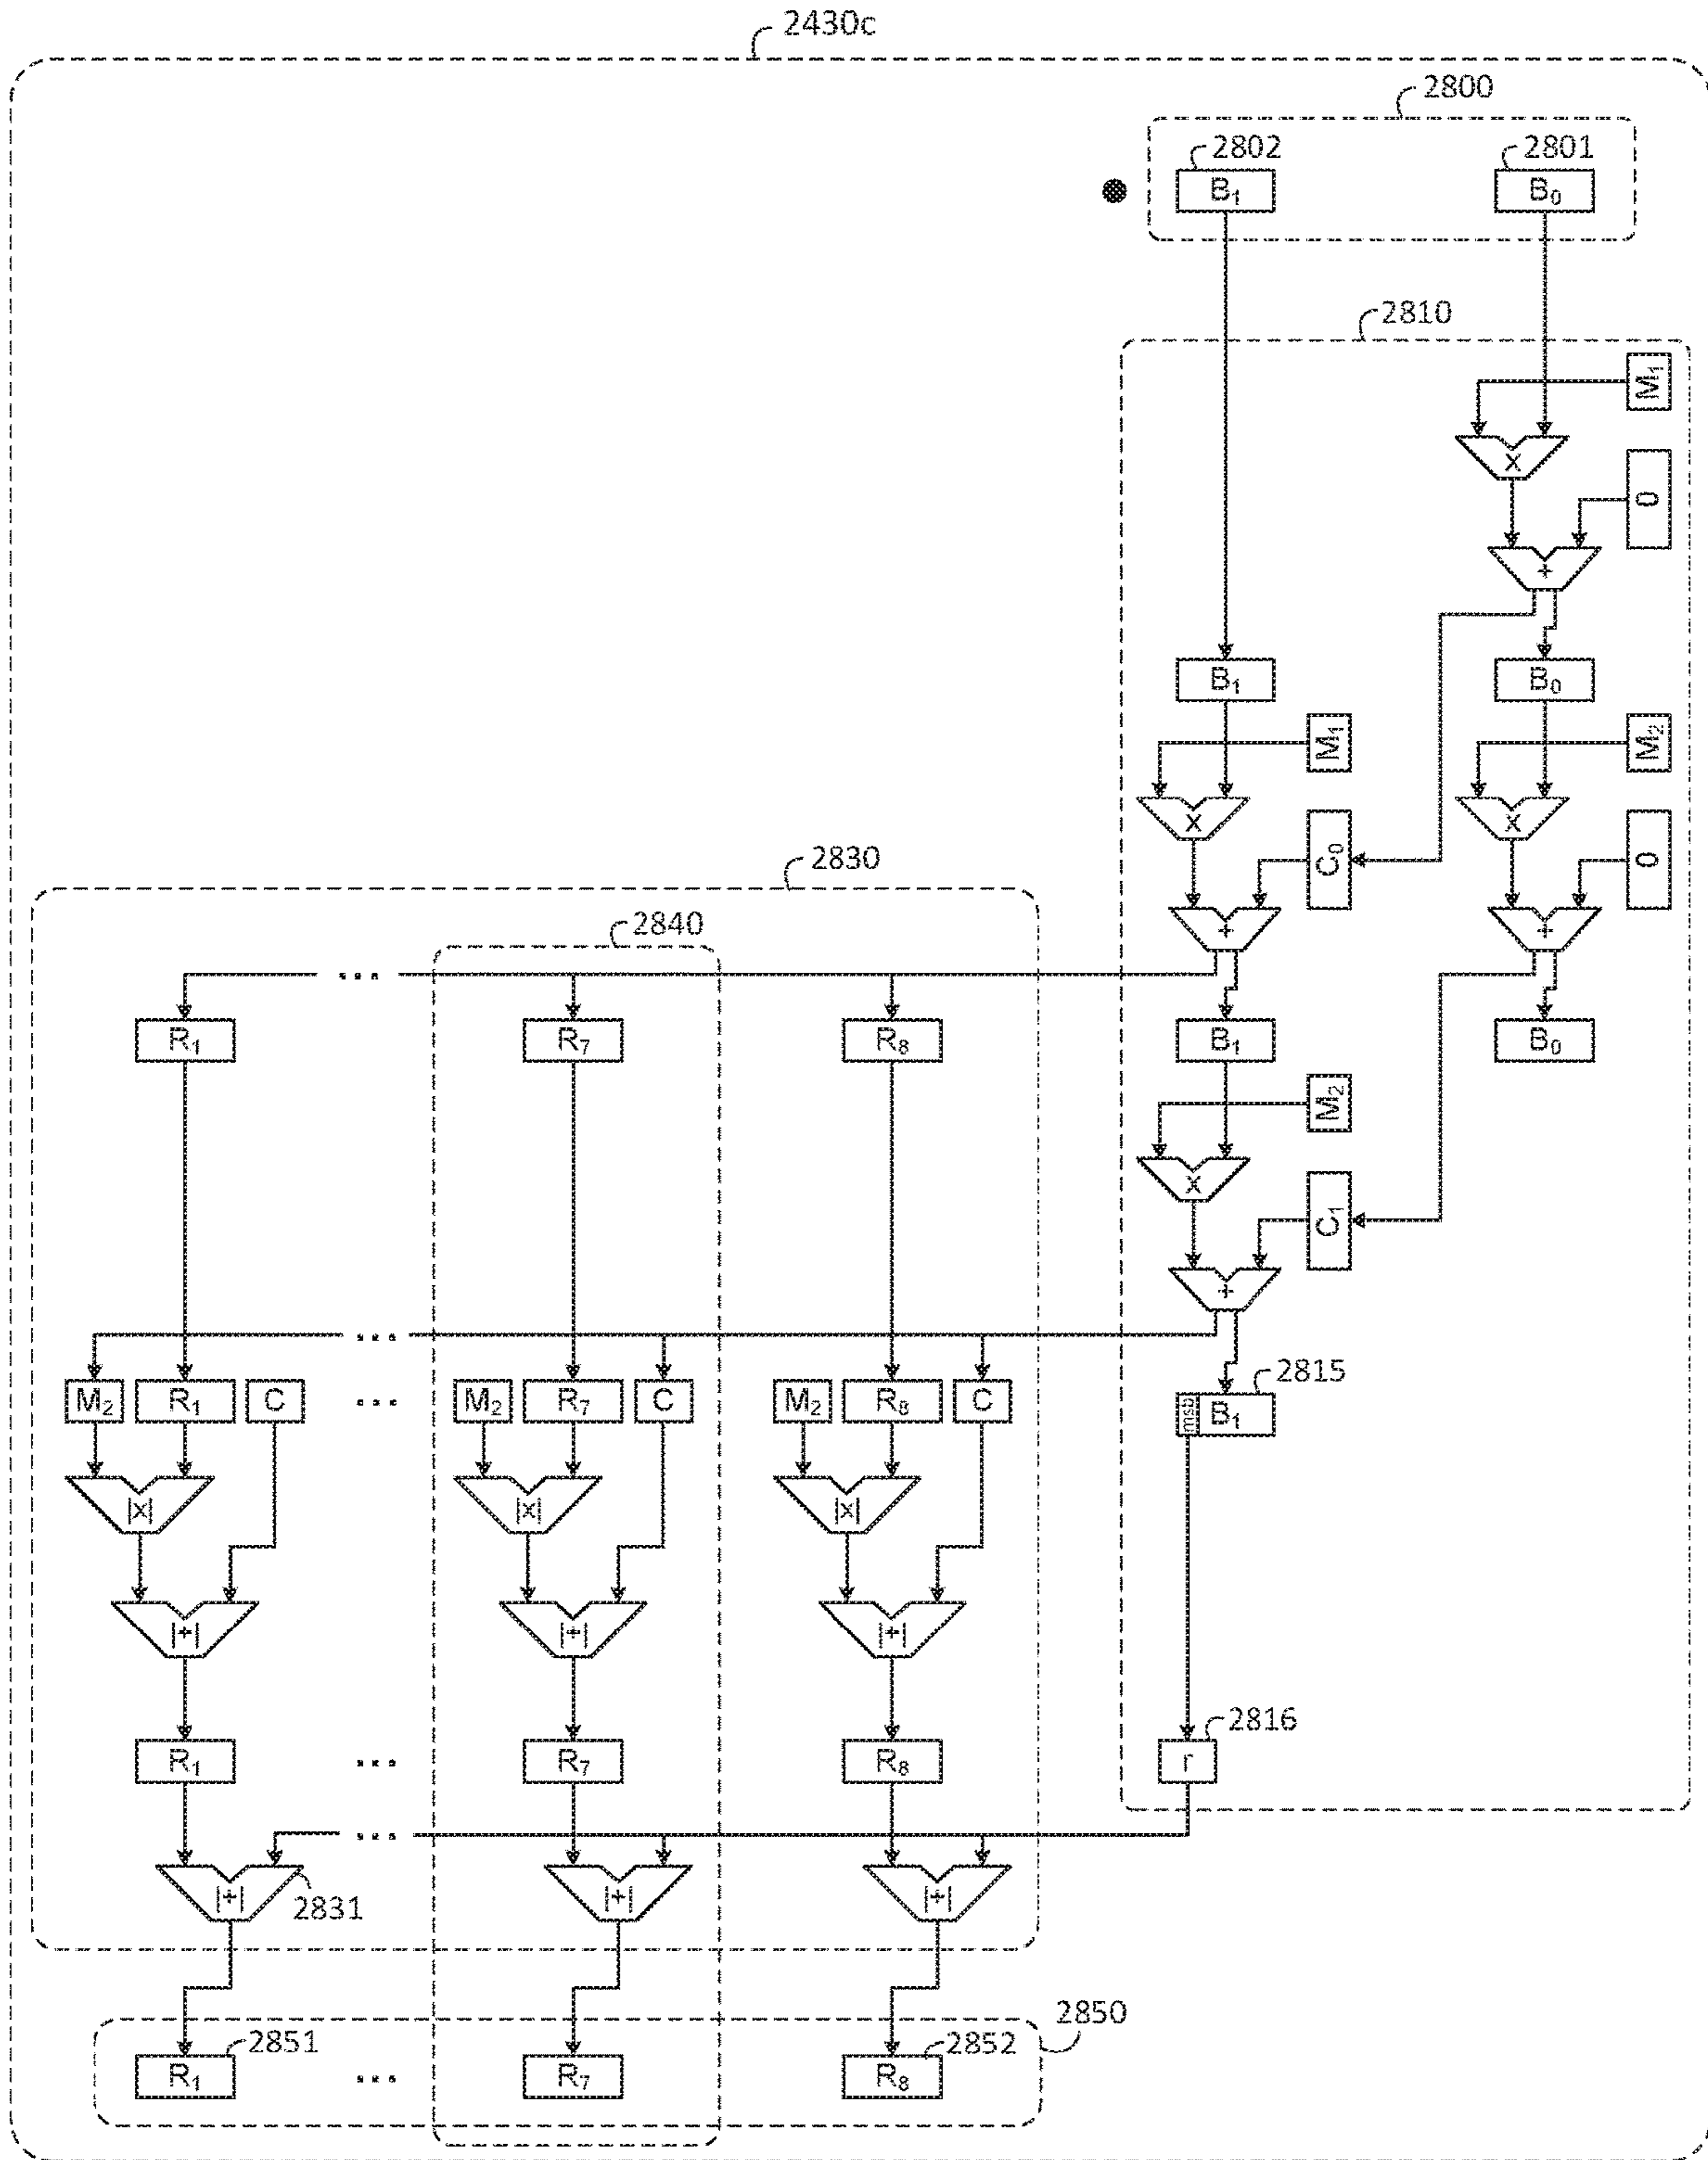 2430c
2800
2802 2801
B₁ B₀
2810
M₁
x
0
+
B₁ B₀
M₁ M₂
x x
2830
C₀ 0
2840
+ +
...
R₁ R₇ R₈ B₁ B₀
M₂
x
C₁
+
...
2815
M₂ R₁ C ... M₂ R₇ C M₂ R₈ C msb B₁
|x| |x| |x|
|+| |+| |+|
2816
R₁ ... R₇ R₈ r
...
|+| |+| |+|
2831
2850
2851 2852
R₁ ... R₇ R₈